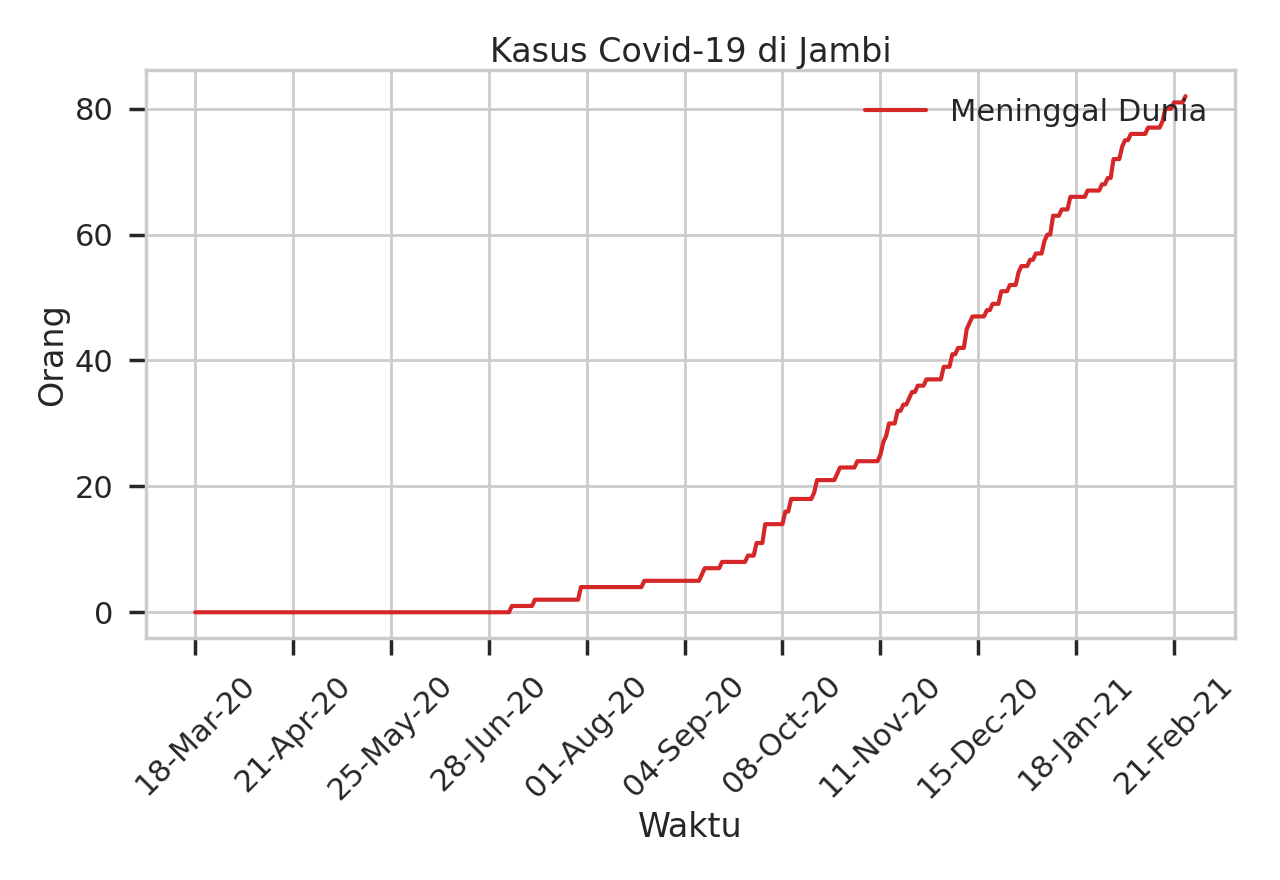 Kasus Covid-19 di Jambi
Meninggal Dunia
Orang
80
60
40
20
0
18-Mar-20
21-Apr-20
25-May-20
28-Jun-20
01-Aug-20
04-Sep-20
08-Oct-20
11-Nov-20
15-Dec-20
18-Jan-21
21-Feb-21
Waktu